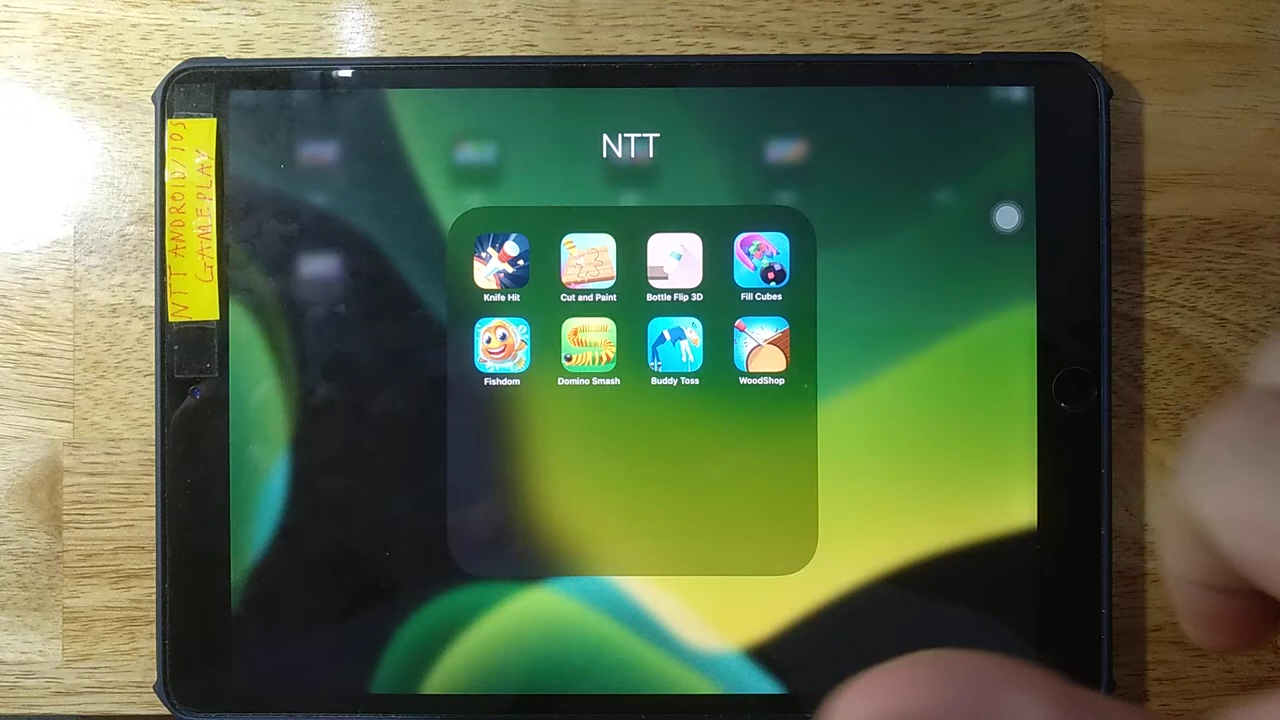 NTT ANDROID/IOS
GAMEPLAY
NTT
Knife Hit
Cut and Paint
Bottle Flip 3D
Fill Cubes
Fishdom
Domino Smash
Buddy Toss
WoodShop